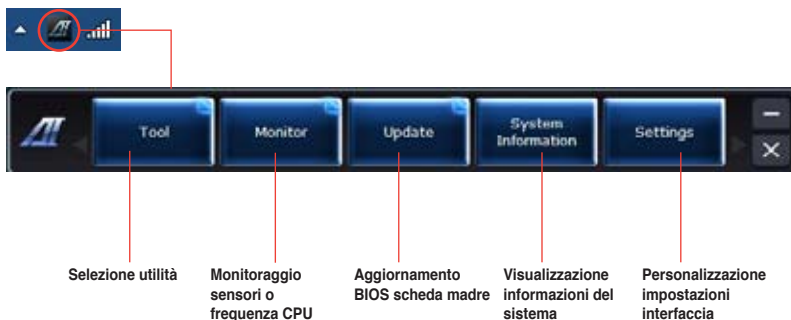 Tool
Monitor
Update
System
Information
Settings
Selezione utilità
Monitoraggio
sensori o
frequenza CPU
Aggiornamento
BIOS scheda madre
Visualizzazione
informazioni del
sistema
Personalizzazione
impostazioni
interfaccia